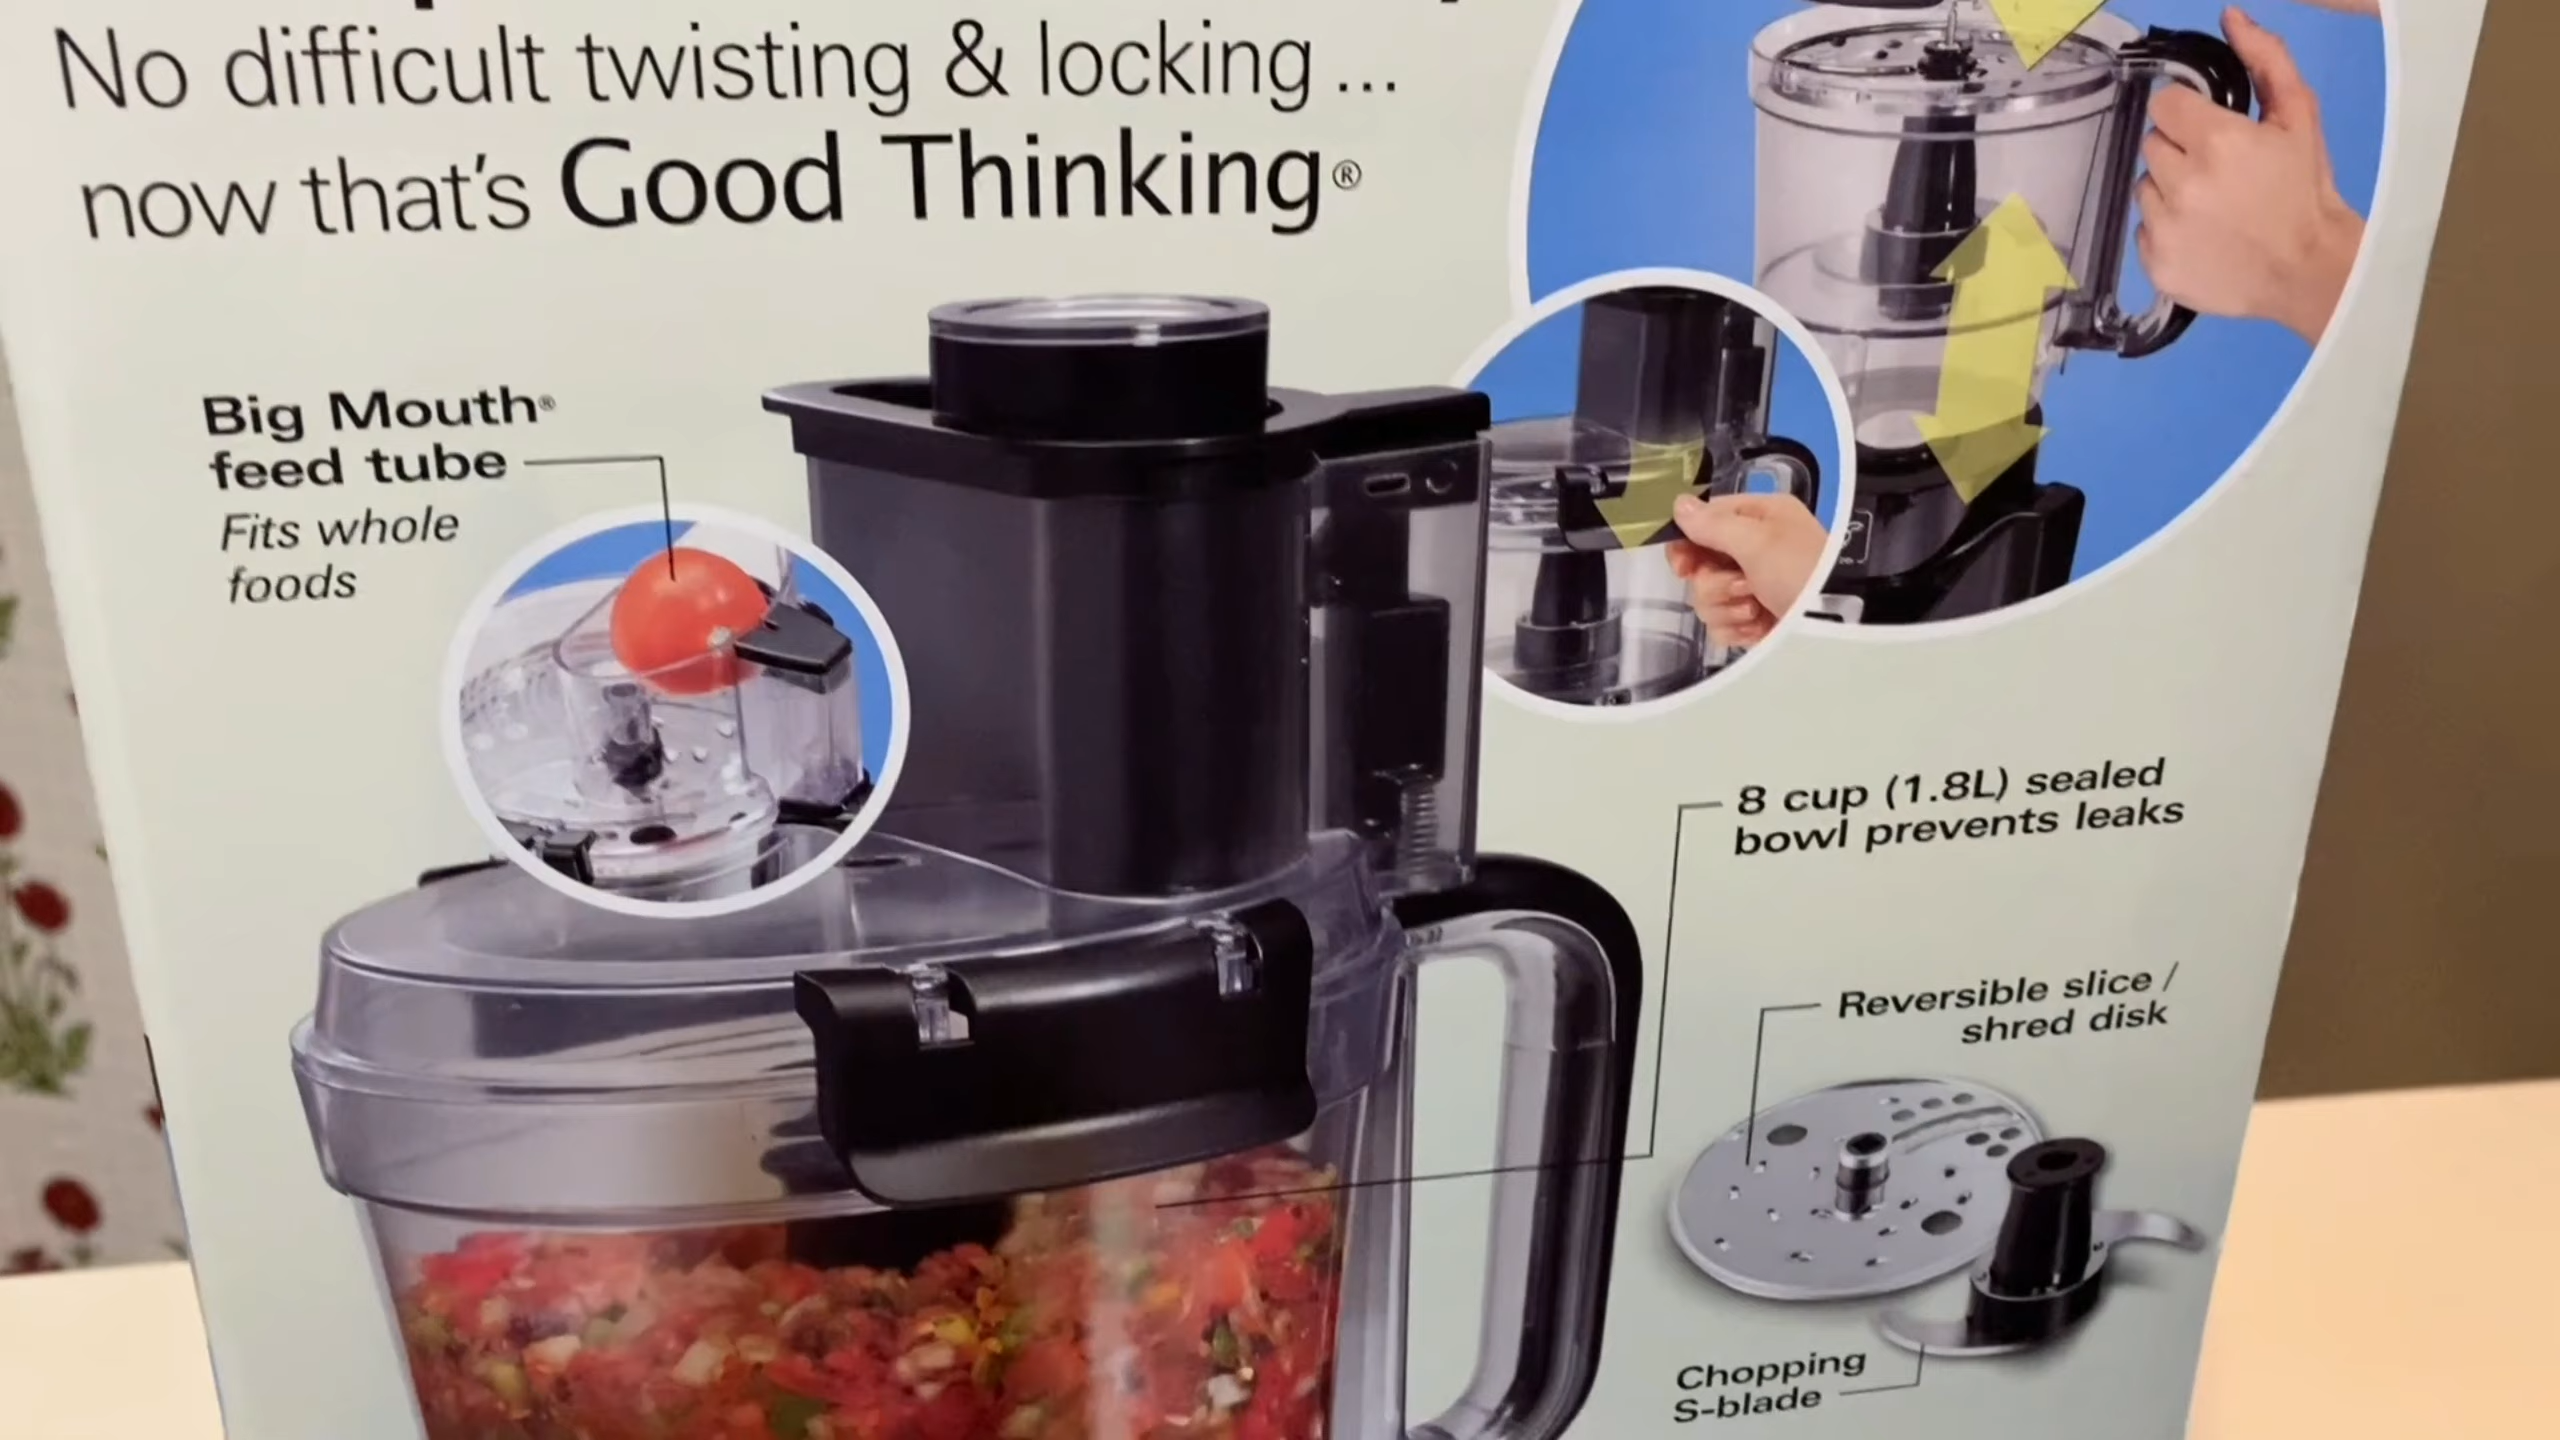 No difficult twisting & locking ...
now that's Good Thinking®
Big Mouth®
feed tube
Fits whole
foods
8 cup (1.8L) sealed
bowl prevents leaks
Reversible slice /
shred disk
Chopping
S-blade